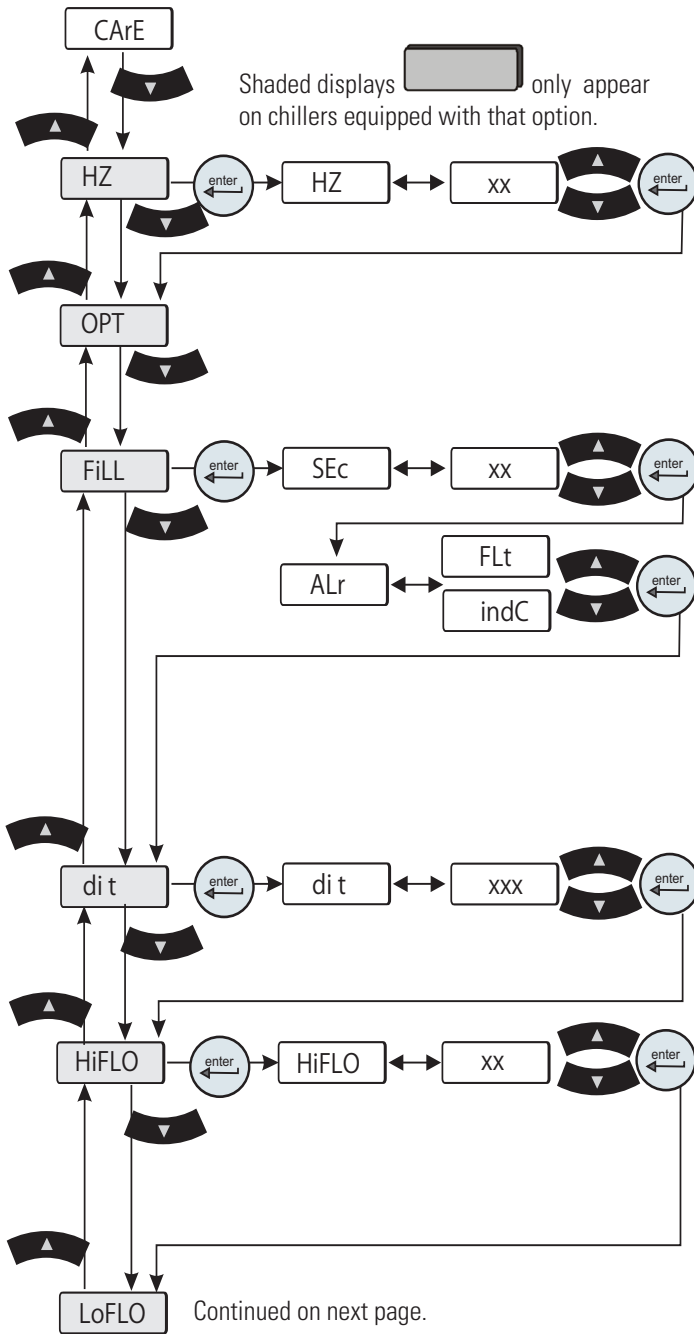 CArE
Shaded displays only appear
on chillers equipped with that option.
HZ
enter
HZ
xx
enter
OPT
FiLL
enter
SEc
xx
enter
ALr
FLt
indC
enter
di t
enter
di t
xxx
enter
HiFLO
enter
HiFLO
xx
enter
LoFLO
Continued on next page.